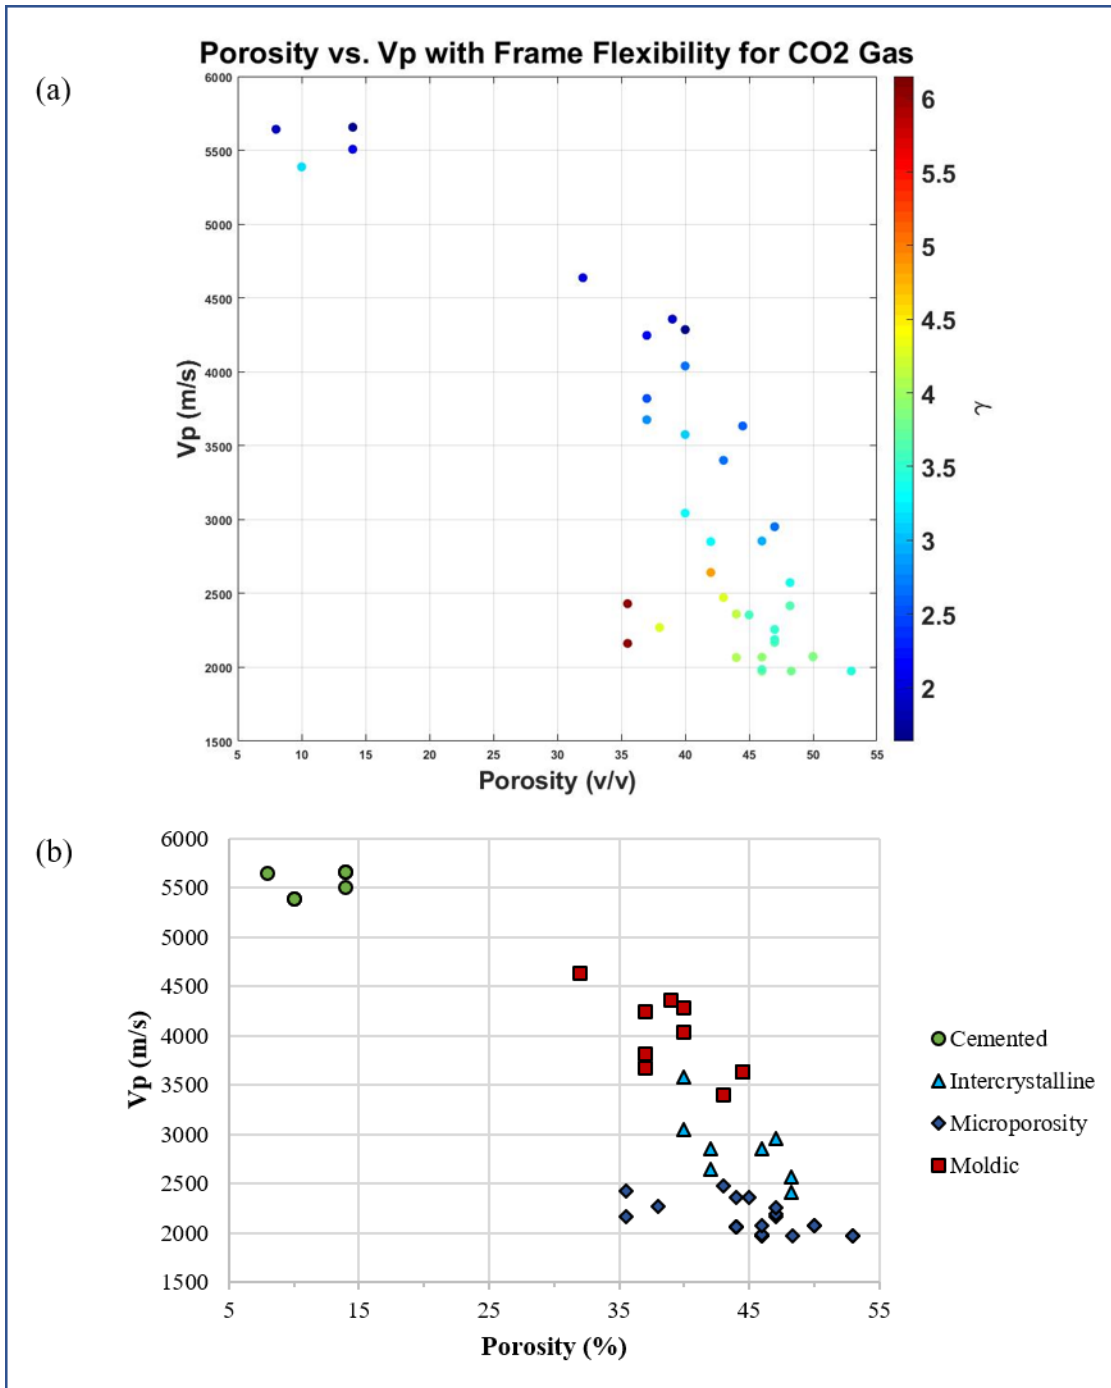 Porosity vs. Vp with Frame Flexibility for CO2 Gas
(a)
6000
5500
5000
4500
4000
3500
3000
2500
2000
1500
Vp (m/s)
5 10 15 20 25 30 35 40 45 50 55
Porosity (v/v)
6
5.5
5
4.5
4
3.5
3
2.5
2
γ
(b)
6000
5500
5000
4500
4000
3500
3000
2500
2000
1500
Vp (m/s)
5 15 25 35 45 55
Porosity (%)
Cemented
Intercrystalline
Microporosity
Moldic